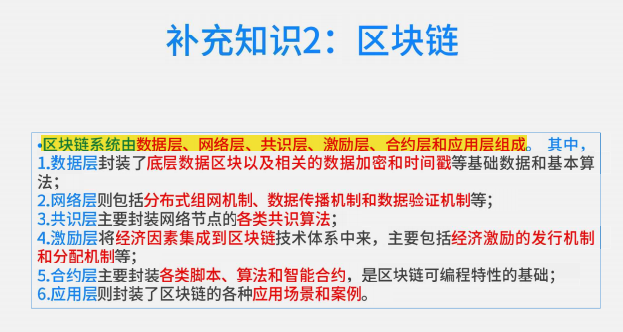 补充知识2：区块链
•区块链系统由数据层、网络层、共识层、激励层、合约层和应用层组成。 其中，
1.数据层封装了底层数据区块以及相关的数据加密和时间戳等基础数据和基本算
法；
2.网络层则包括分布式组网机制、数据传播机制和数据验证机制等；
3.共识层主要封装网络节点的各类共识算法；
4.激励层将经济因素集成到区块链技术体系中来，主要包括经济激励的发行机制
和分配机制等；
5.合约层主要封装各类脚本、算法和智能合约，是区块链可编程特性的基础；
6.应用层则封装了区块链的各种应用场景和案例。